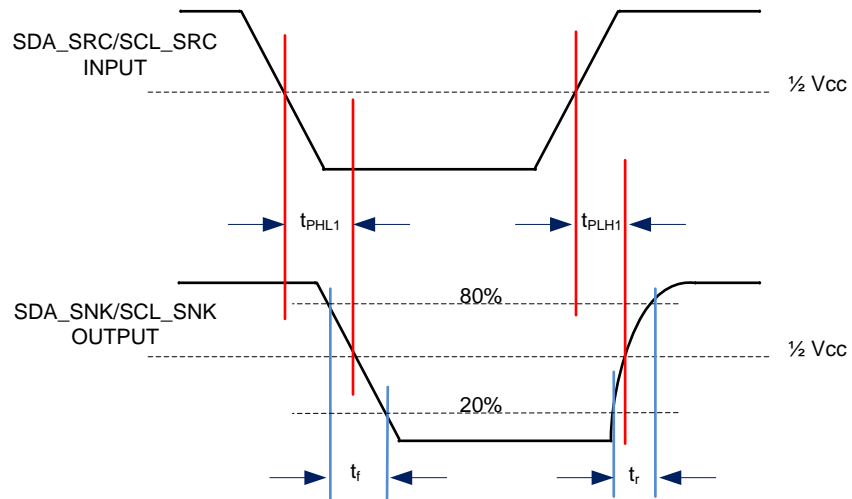 SDA_SRC/SCL_SRC
INPUT
½ Vcc
tPHL1
tPLH1
80%
SDA_SNK/SCL_SNK
OUTPUT
½ Vcc
20%
tf
tr